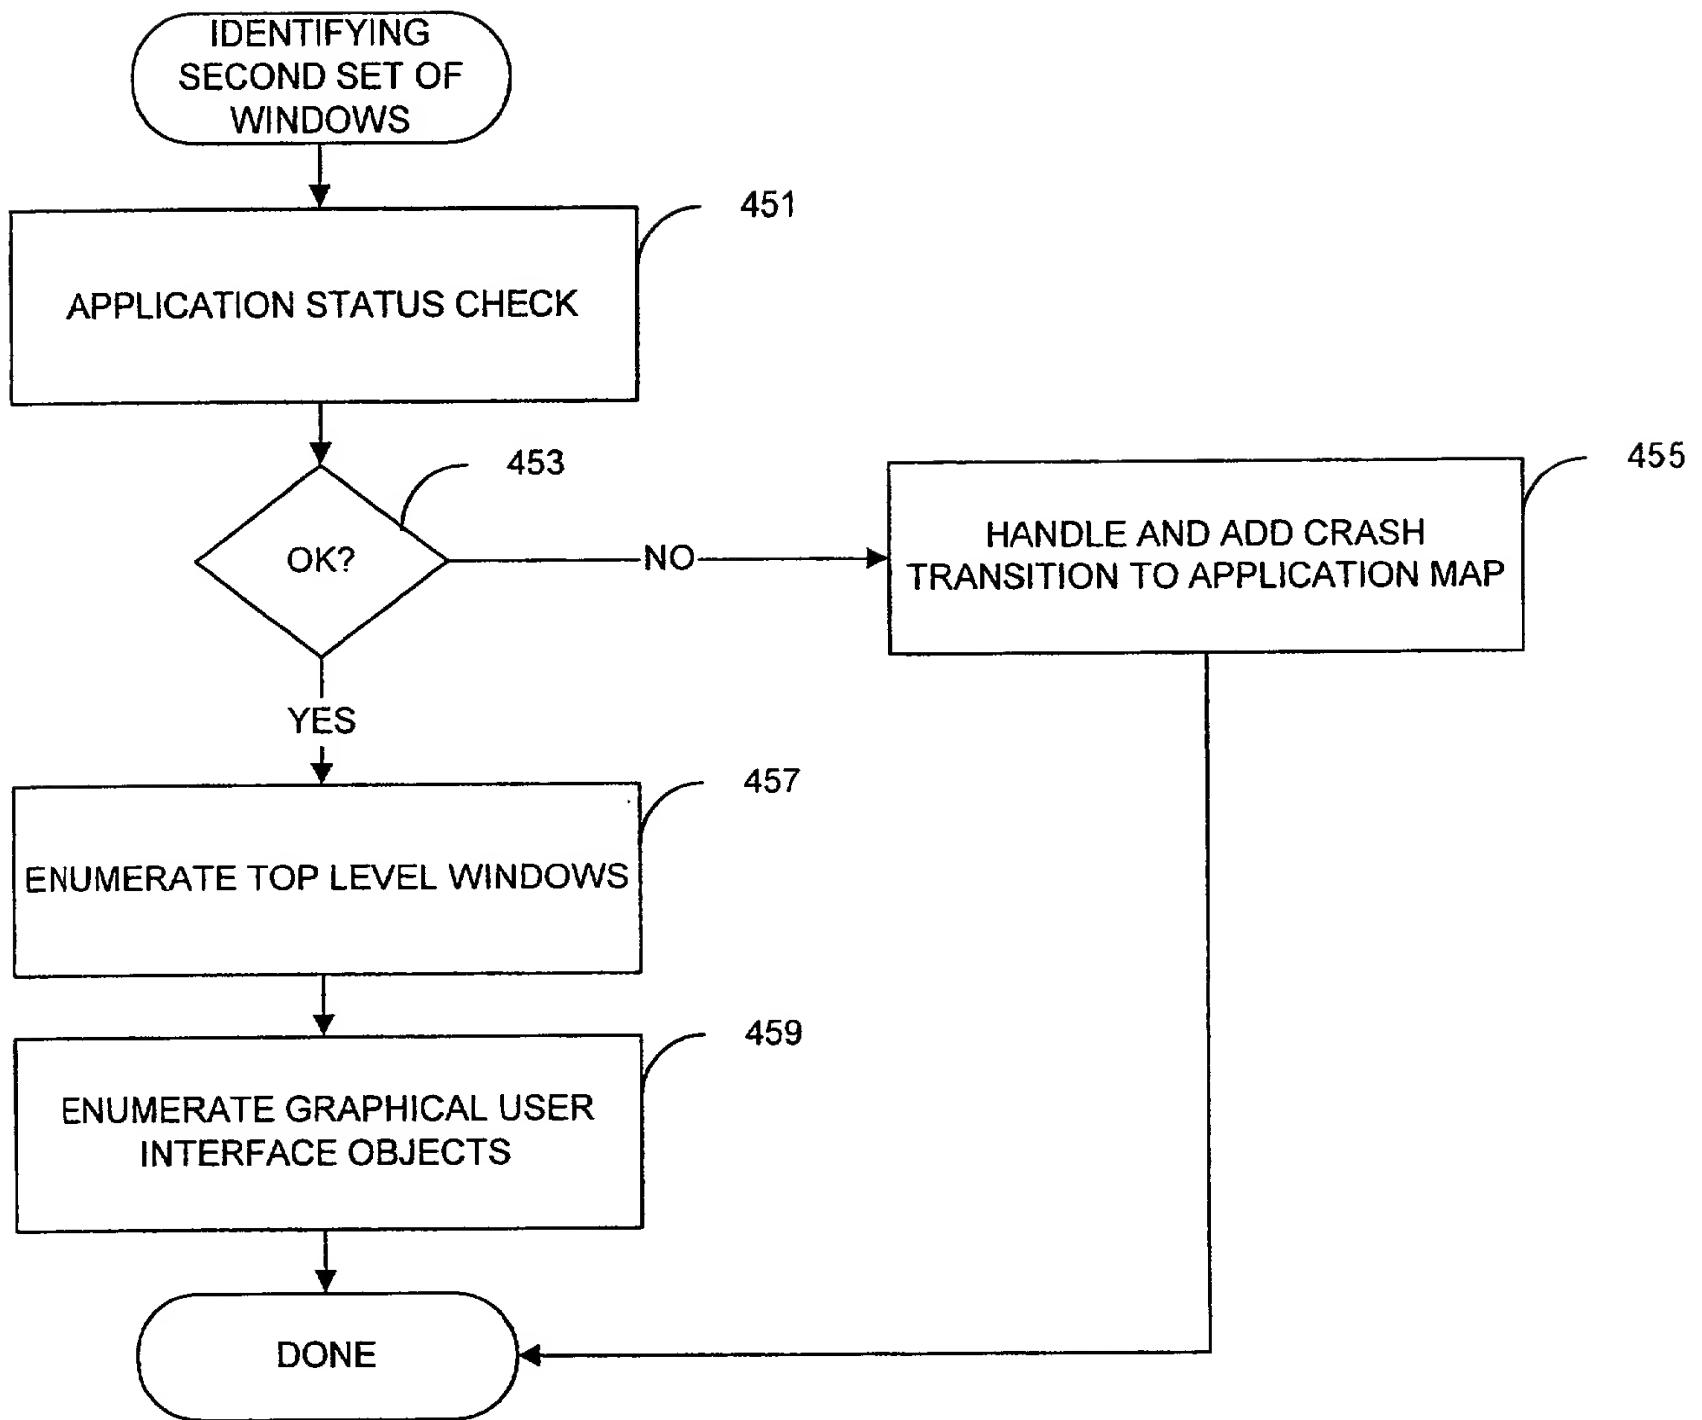 IDENTIFYING
SECOND SET OF
WINDOWS
451
APPLICATION STATUS CHECK
453
OK?
NO
455
HANDLE AND ADD CRASH
TRANSITION TO APPLICATION MAP
YES
457
ENUMERATE TOP LEVEL WINDOWS
459
ENUMERATE GRAPHICAL USER
INTERFACE OBJECTS
DONE